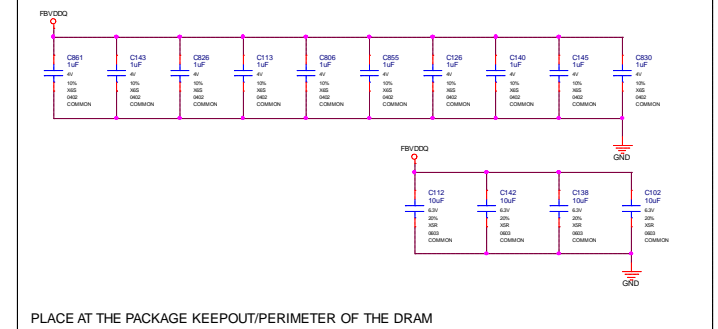 FBVDDQ
C861 C143 C826 C113 C806 C855 C126 C140 C145 C830
1uF 1uF 1uF 1uF 1uF 1uF 1uF 1uF 1uF 1uF
4V 4V 4V 4V 4V 4V 4V 4V 4V 4V
10% 10% 10% 10% 10% 10% 10% 10% 10% 10%
X6S X6S X6S X6S X6S X6S X6S X6S X6S X6S
0402 0402 0402 0402 0402 0402 0402 0402 0402 0402
COMMON COMMON COMMON COMMON COMMON COMMON COMMON COMMON COMMON COMMON
GND
FBVDDQ
C112 C142 C138 C102
10uF 10uF 10uF 10uF
6.3V 6.3V 6.3V 6.3V
20% 20% 20% 20%
X5R X5R X5R X5R
0603 0603 0603 0603
COMMON COMMON COMMON COMMON
GND
PLACE AT THE PACKAGE KEEPOUT/PERIMETER OF THE DRAM